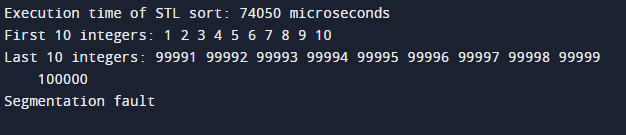 Execution time of STL sort: 74050 microseconds
First 10 integers: 1 2 3 4 5 6 7 8 9 10
Last 10 integers: 99991 99992 99993 99994 99995 99996 99997 99998 99999
100000
Segmentation fault